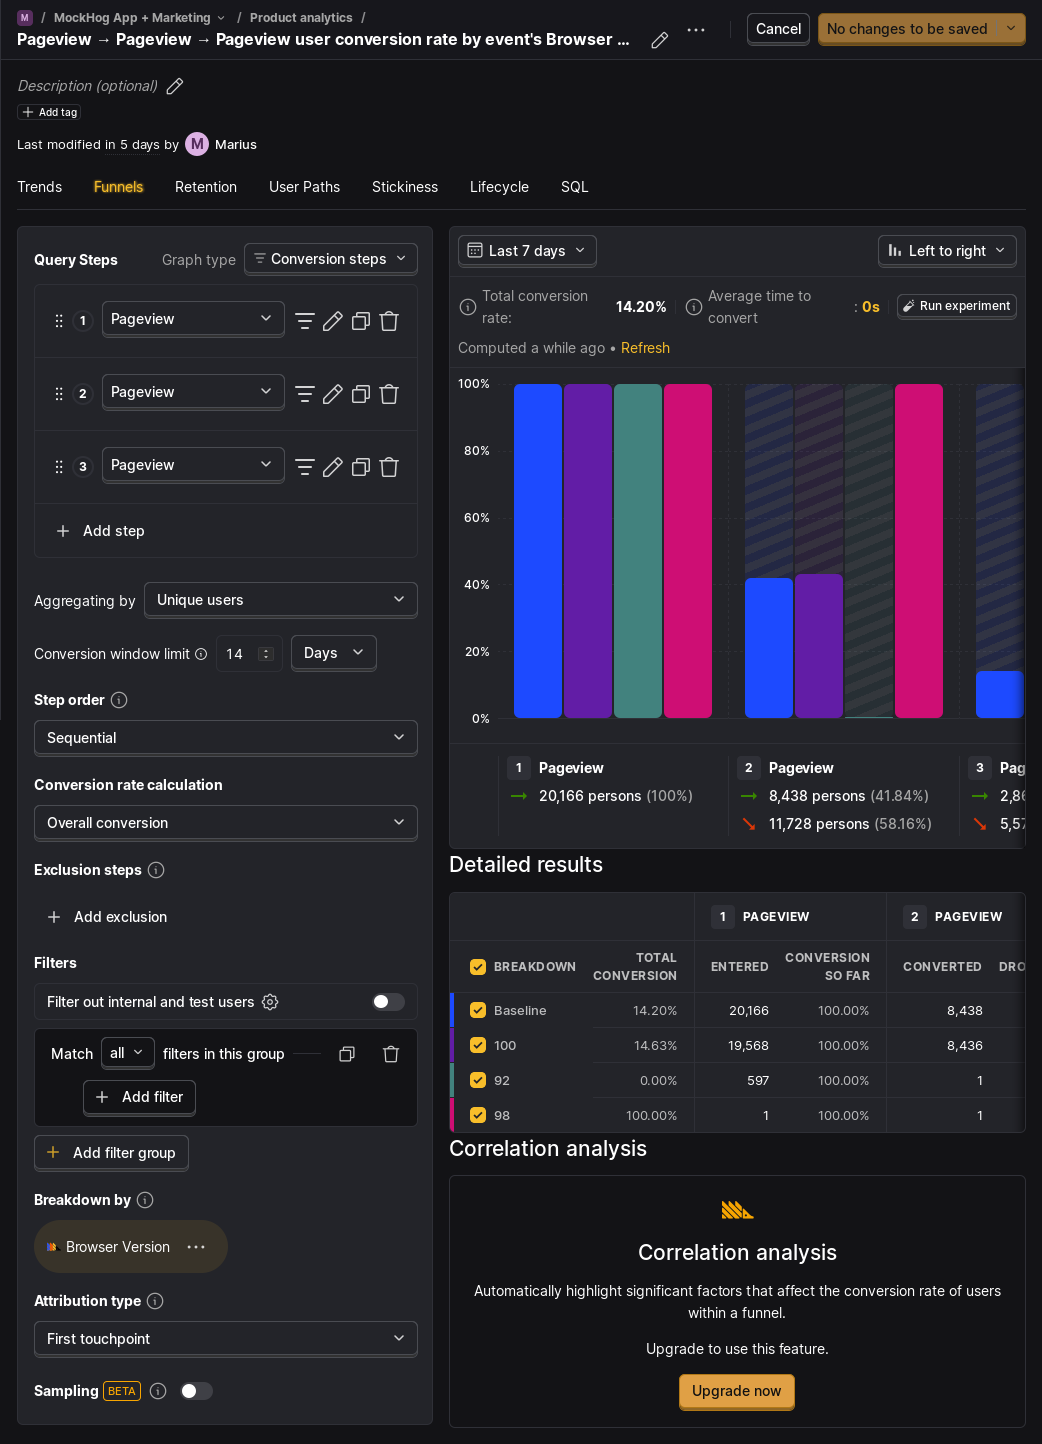 M / MockHog App + Marketing / Product analytics /
Pageview → Pageview → Pageview user conversion rate by event's Browser ...
Cancel
No changes to be saved
Description (optional)
Add tag
Last modified in 5 days by M Marius
Trends Funnels Retention User Paths Stickiness Lifecycle SQL
Query Steps Graph type Conversion steps
1 Pageview
2 Pageview
3 Pageview
Add step
Aggregating by Unique users
Conversion window limit 14 Days
Step order
Sequential
Conversion rate calculation
Overall conversion
Exclusion steps
Add exclusion
Filters
Filter out internal and test users
Match all filters in this group
Add filter
Add filter group
Breakdown by
Browser Version
Attribution type
First touchpoint
Sampling BETA
Last 7 days Left to right
Total conversion rate: 14.20%
Average time to convert : 0s
Run experiment
Computed a while ago • Refresh
100%
80%
60%
40%
20%
0%
1 Pageview
20,166 persons (100%)
2 Pageview
8,438 persons (41.84%)
11,728 persons (58.16%)
3 Pag
2,86
5,57
Detailed results
1 PAGEVIEW 2 PAGEVIEW
BREAKDOWN TOTAL CONVERSION ENTERED CONVERSION SO FAR CONVERTED DRO
Baseline 14.20% 20,166 100.00% 8,438
100 14.63% 19,568 100.00% 8,436
92 0.00% 597 100.00% 1
98 100.00% 1 100.00% 1
Correlation analysis
Correlation analysis
Automatically highlight significant factors that affect the conversion rate of users
within a funnel.
Upgrade to use this feature.
Upgrade now